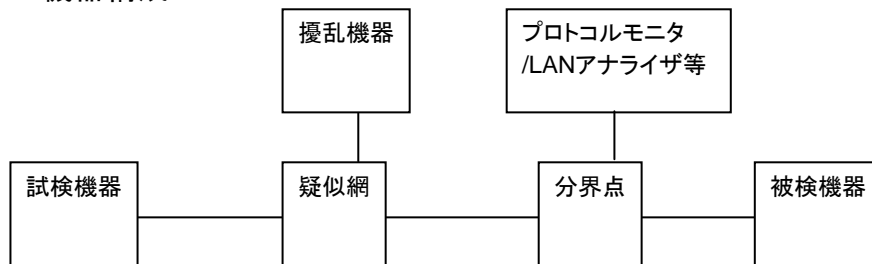 擾乱機器
プロトコルモニタ
/LANアナライザ等
試検機器
疑似網
分界点
被検機器